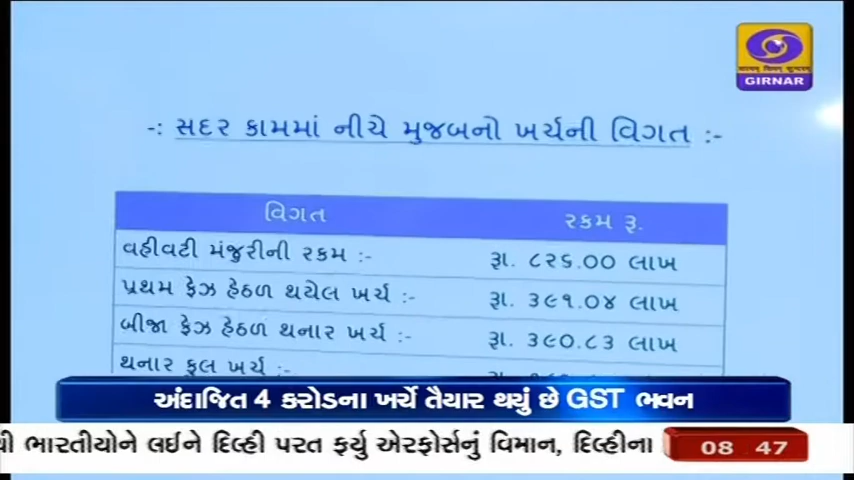 GIRNAR
-: સદર કામમાં નીચે મુજબનો ખર્ચની વિગત :-
વિગત રકમ રૂ.
વહીવટી મંજુરીની રકમ :- રૂા. ૮૨૬.૦૦ લાખ
પ્રથમ ફેઝ હેઠળ થયેલ ખર્ચ :- રૂા. ૩૯૧.૦૪ લાખ
બીજા ફેઝ હેઠળ થનાર ખર્ચ :- રૂા. ૩૯૦.૮૩ લાખ
થનાર કુલ ખર્ચ :-
અંદાજિત 4 કરોડના ખર્ચે તૈયાર થયું છે GST ભવન
ભારતીયોને લઈને દિલ્હી પરત ફર્યુ એરફોર્સનું વિમાન, દિલ્હીના
08 47